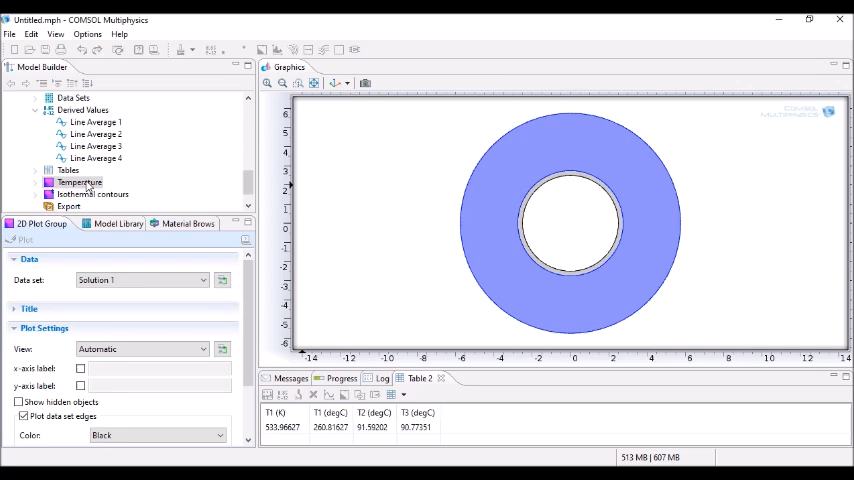 Untitled.mph - COMSOL Multiphysics
File Edit View Options Help
Model Builder
Data Sets
Derived Values
Line Average 1
Line Average 2
Line Average 3
Line Average 4
Tables
Temperature
Isothermal contours
Export
2D Plot Group Model Library Material Brows
Plot
Data
Data set: Solution 1
Title
Plot Settings
View: Automatic
x-axis label:
y-axis label:
Show hidden objects
Plot data set edges
Color: Black
Graphics
COMSOL
MULTIPHYSICS
6
5
4
3
2
1
0
-1
-2
-3
-4
-5
-6
-14 -12 -10 -8 -6 -4 -2 0 2 4 6 8 10 12 14
Messages Progress Log Table 2
T1 (K) T1 (degC) T2 (degC) T3 (degC)
533.96627 260.81627 91.59202 90.77351
513 MB | 607 MB